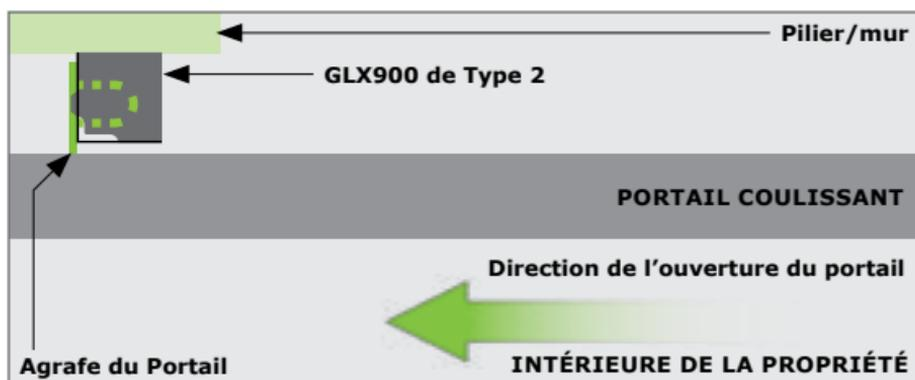 Pilier/mur
GLX900 de Type 2
PORTAIL COULISSANT
Direction de l’ouverture du portail
Agrafe du Portail
INTÉRIEURE DE LA PROPRIÉTÉ